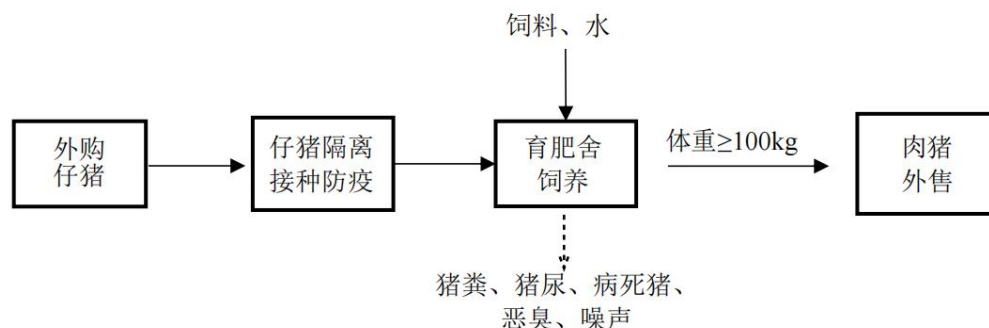 饲料、水
外购
仔猪
仔猪隔离
接种防疫
育肥舍
饲养
体重≥100kg
肉猪
外售
猪粪、猪尿、病死猪、
恶臭、噪声